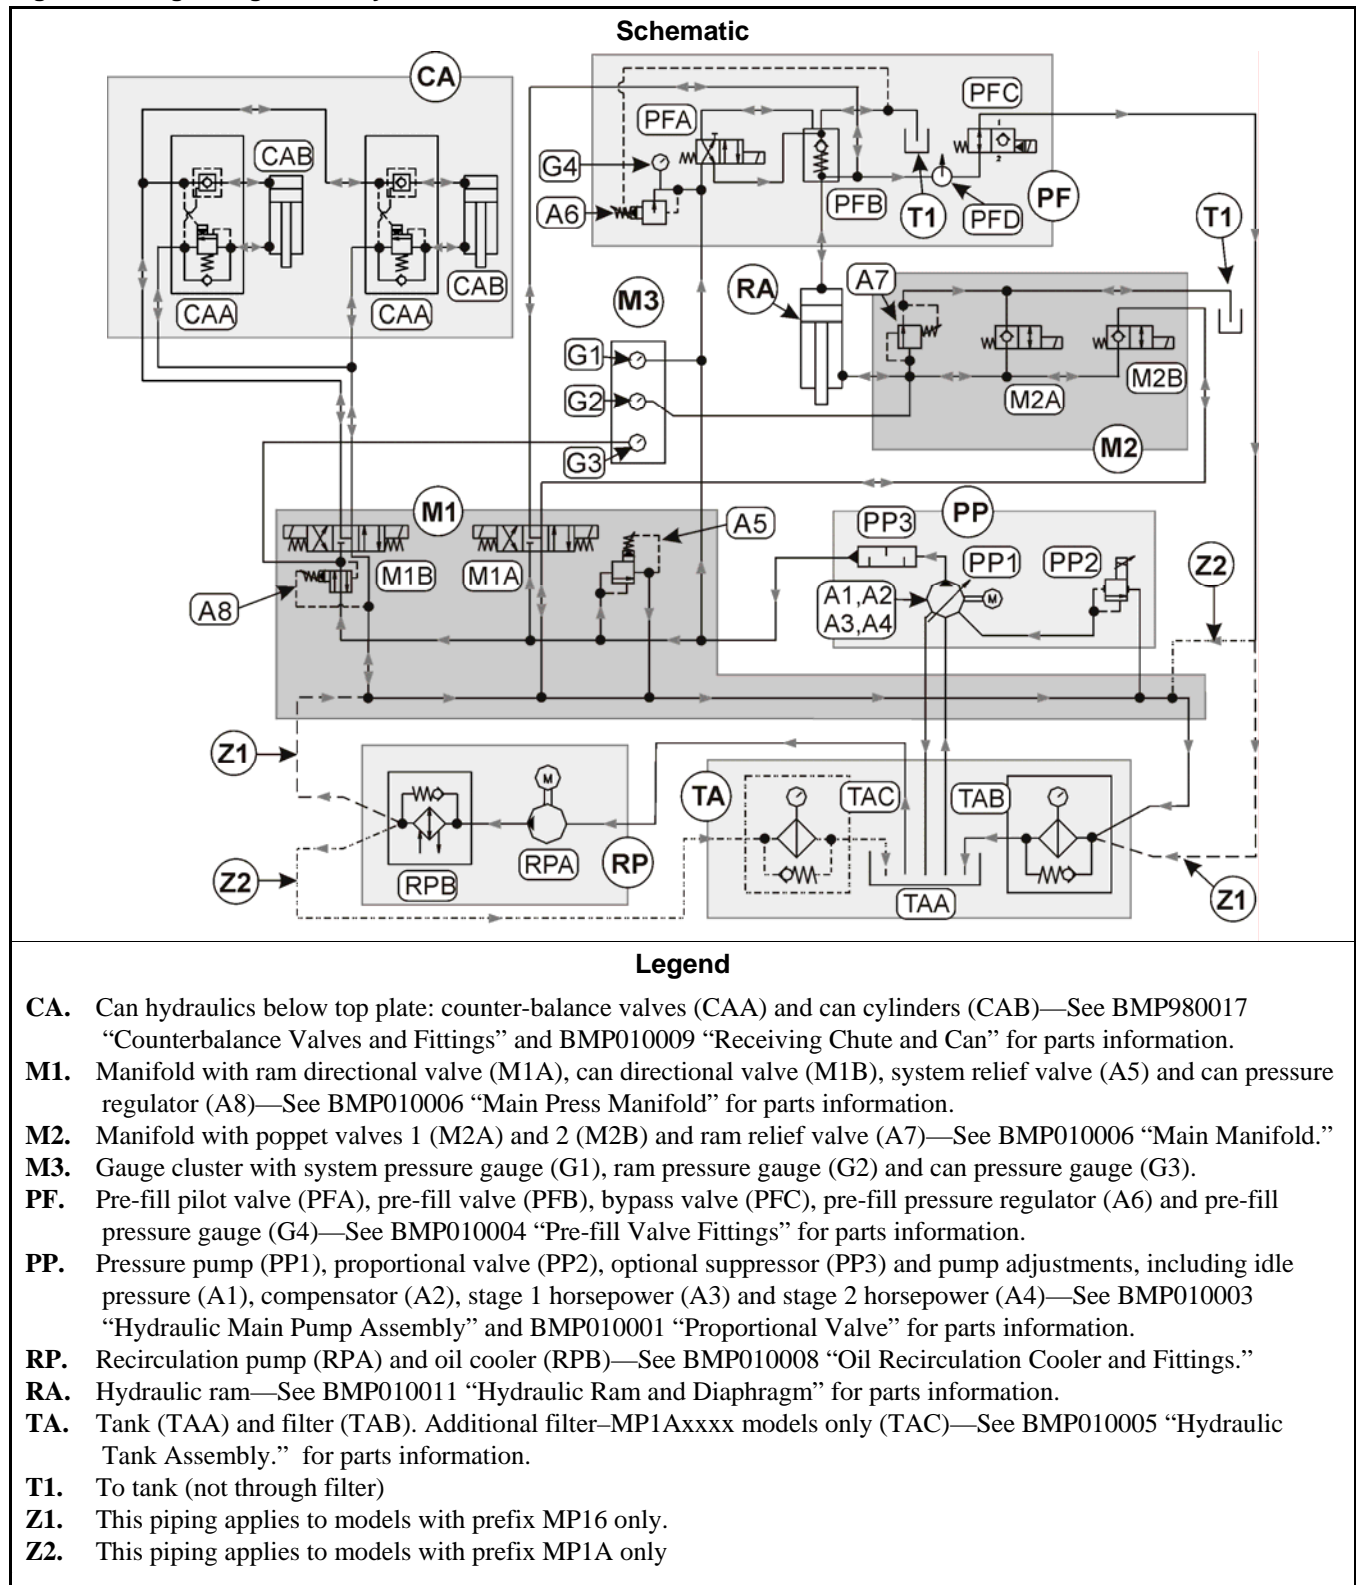 Schematic
CA
PFC
PFA
CAB
G4
PF
A6
PFB
T1
PFD
T1
CAB
A7
RA
M3
CAA
CAA
G1
M2B
G2
M2A
G3
M2
M1
PP
A5
PP3
PP1
PP2
M1B
M1A
Z2
A1,A2
A3,A4
M
A8
1
2
Z1
M
TA
TAC
TAB
RPA
RP
RPB
Z2
TAA
Z1
Legend
CA. Can hydraulics below top plate: counter-balance valves (CAA) and can cylinders (CAB)—See BMP980017
“Counterbalance Valves and Fittings” and BMP010009 “Receiving Chute and Can” for parts information.
M1. Manifold with ram directional valve (M1A), can directional valve (M1B), system relief valve (A5) and can pressure
regulator (A8)—See BMP010006 “Main Press Manifold” for parts information.
M2. Manifold with poppet valves 1 (M2A) and 2 (M2B) and ram relief valve (A7)—See BMP010006 “Main Manifold.”
M3. Gauge cluster with system pressure gauge (G1), ram pressure gauge (G2) and can pressure gauge (G3).
PF. Pre-fill pilot valve (PFA), pre-fill valve (PFB), bypass valve (PFC), pre-fill pressure regulator (A6) and pre-fill
pressure gauge (G4)—See BMP010004 “Pre-fill Valve Fittings” for parts information.
PP. Pressure pump (PP1), proportional valve (PP2), optional suppressor (PP3) and pump adjustments, including idle
pressure (A1), compensator (A2), stage 1 horsepower (A3) and stage 2 horsepower (A4)—See BMP010003
“Hydraulic Main Pump Assembly” and BMP010001 “Proportional Valve” for parts information.
RP. Recirculation pump (RPA) and oil cooler (RPB)—See BMP010008 “Oil Recirculation Cooler and Fittings.”
RA. Hydraulic ram—See BMP010011 “Hydraulic Ram and Diaphragm” for parts information.
TA. Tank (TAA) and filter (TAB). Additional filter–MP1Axxxx models only (TAC)—See BMP010005 “Hydraulic
Tank Assembly.” for parts information.
T1. To tank (not through filter)
Z1. This piping applies to models with prefix MP16 only.
Z2. This piping applies to models with prefix MP1A only